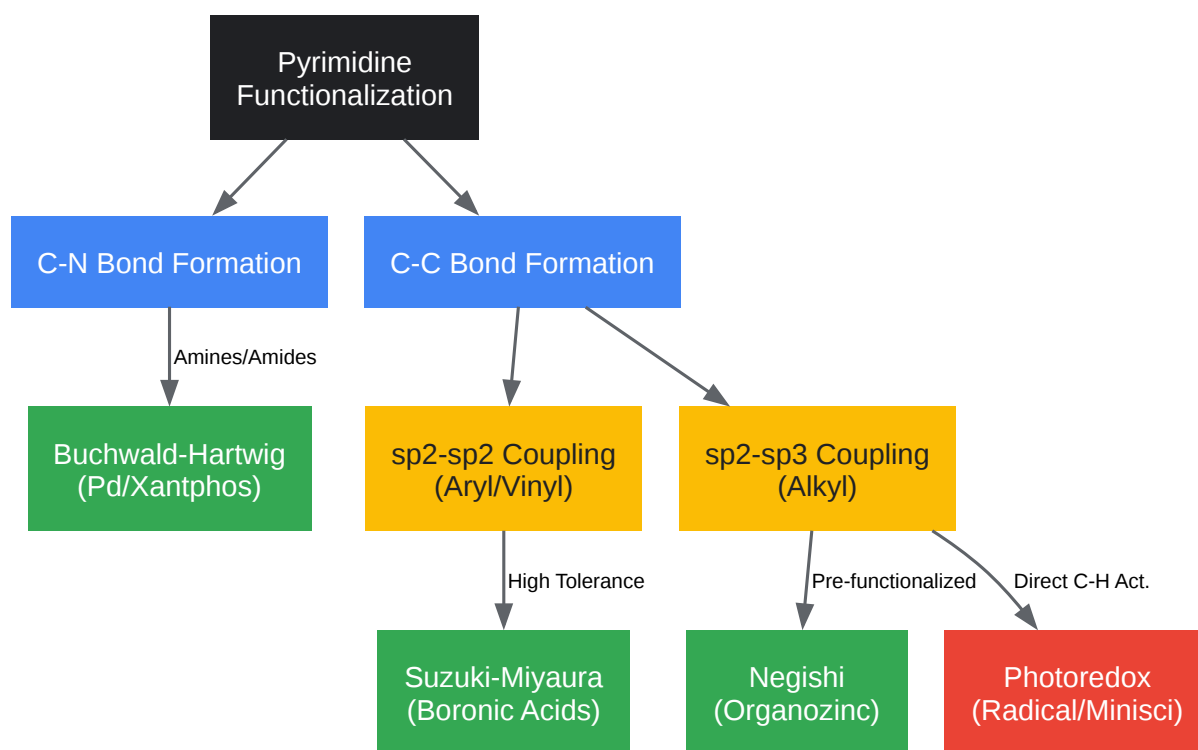 Pyrimidine
Functionalization
C-N Bond Formation
C-C Bond Formation
Amines/Amides
Buchwald-Hartwig
(Pd/Xantphos)
sp2-sp2 Coupling
(Aryl/Vinyl)
sp2-sp3 Coupling
(Alkyl)
High Tolerance
Pre-functionalized
Direct C-H Act.
Suzuki-Miyaura
(Boronic Acids)
Negishi
(Organozinc)
Photoredox
(Radical/Minisci)